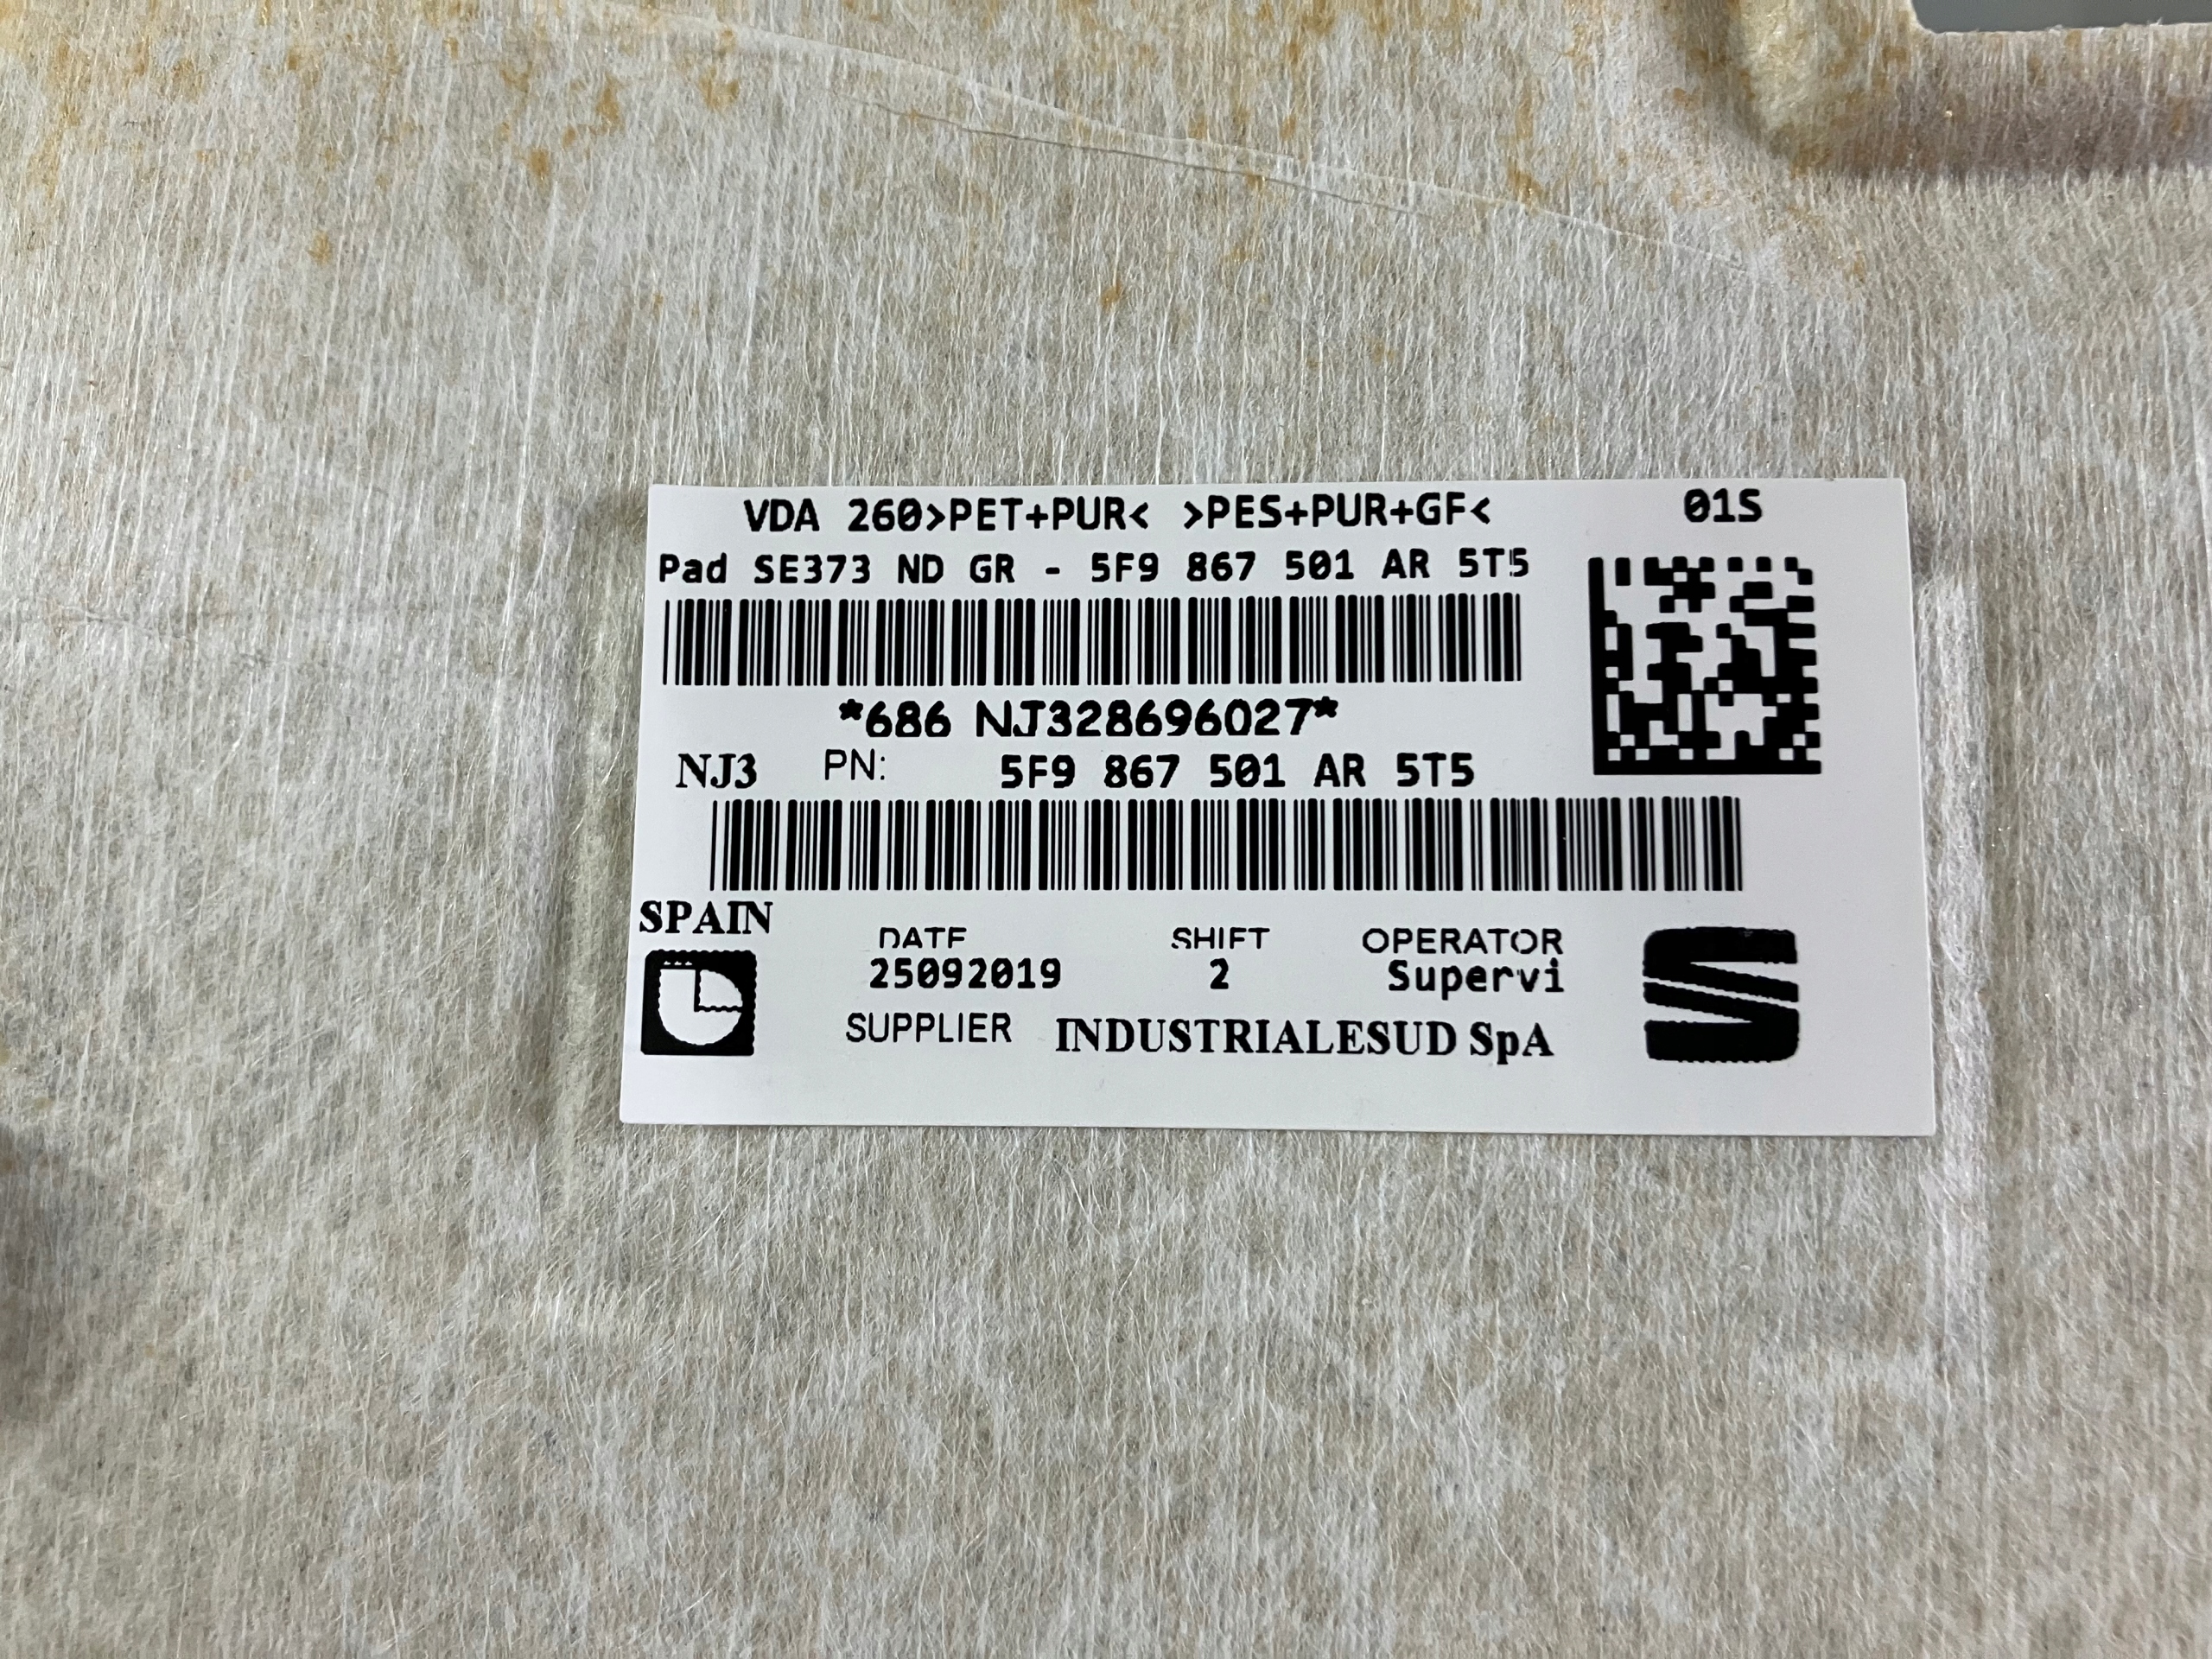 VDA 260>PET+PUR< >PES+PUR+GF< 01S
Pad SE373 ND GR - 5F9 867 501 AR 5T5
*686 NJ328696027*
NJ3 PN: 5F9 867 501 AR 5T5
SPAIN
DATE SHIFT OPERATOR
25092019 2 Supervi
SUPPLIER INDUSTRIALESUD SpA